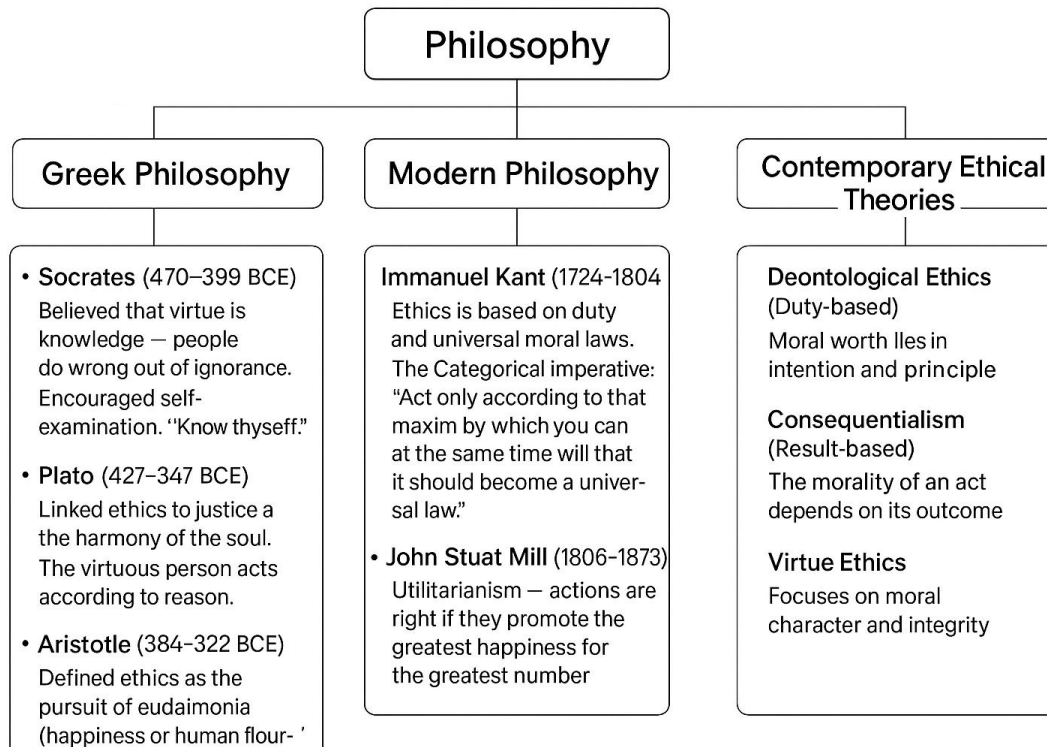 Philosophy
Greek Philosophy
• Socrates (470–399 BCE)
Believed that virtue is
knowledge — people
do wrong out of ignorance.
Encouraged self-
examination. ‘‘Know thyseff.”
• Plato (427–347 BCE)
Linked ethics to justice a
the harmony of the soul.
The virtuous person acts
according to reason.
• Aristotle (384–322 BCE)
Defined ethics as the
pursuit of eudaimonia
(happiness or human flour- ’
Modern Philosophy
Immanuel Kant (1724-1804
Ethics is based on duty
and universal moral laws.
The Categorical imperative:
“Act only according to that
maxim by which you can
at the same time will that
it should become a univer-
sal law.”
• John Stuat Mill (1806-1873)
Utilitarianism — actions are
right if they promote the
greatest happiness for
the greatest number
Contemporary Ethical
Theories
Deontological Ethics
(Duty-based)
Moral worth lles in
intention and principle
Consequentialism
(Result-based)
The morality of an act
depends on its outcome
Virtue Ethics
Focuses on moral
character and integrity